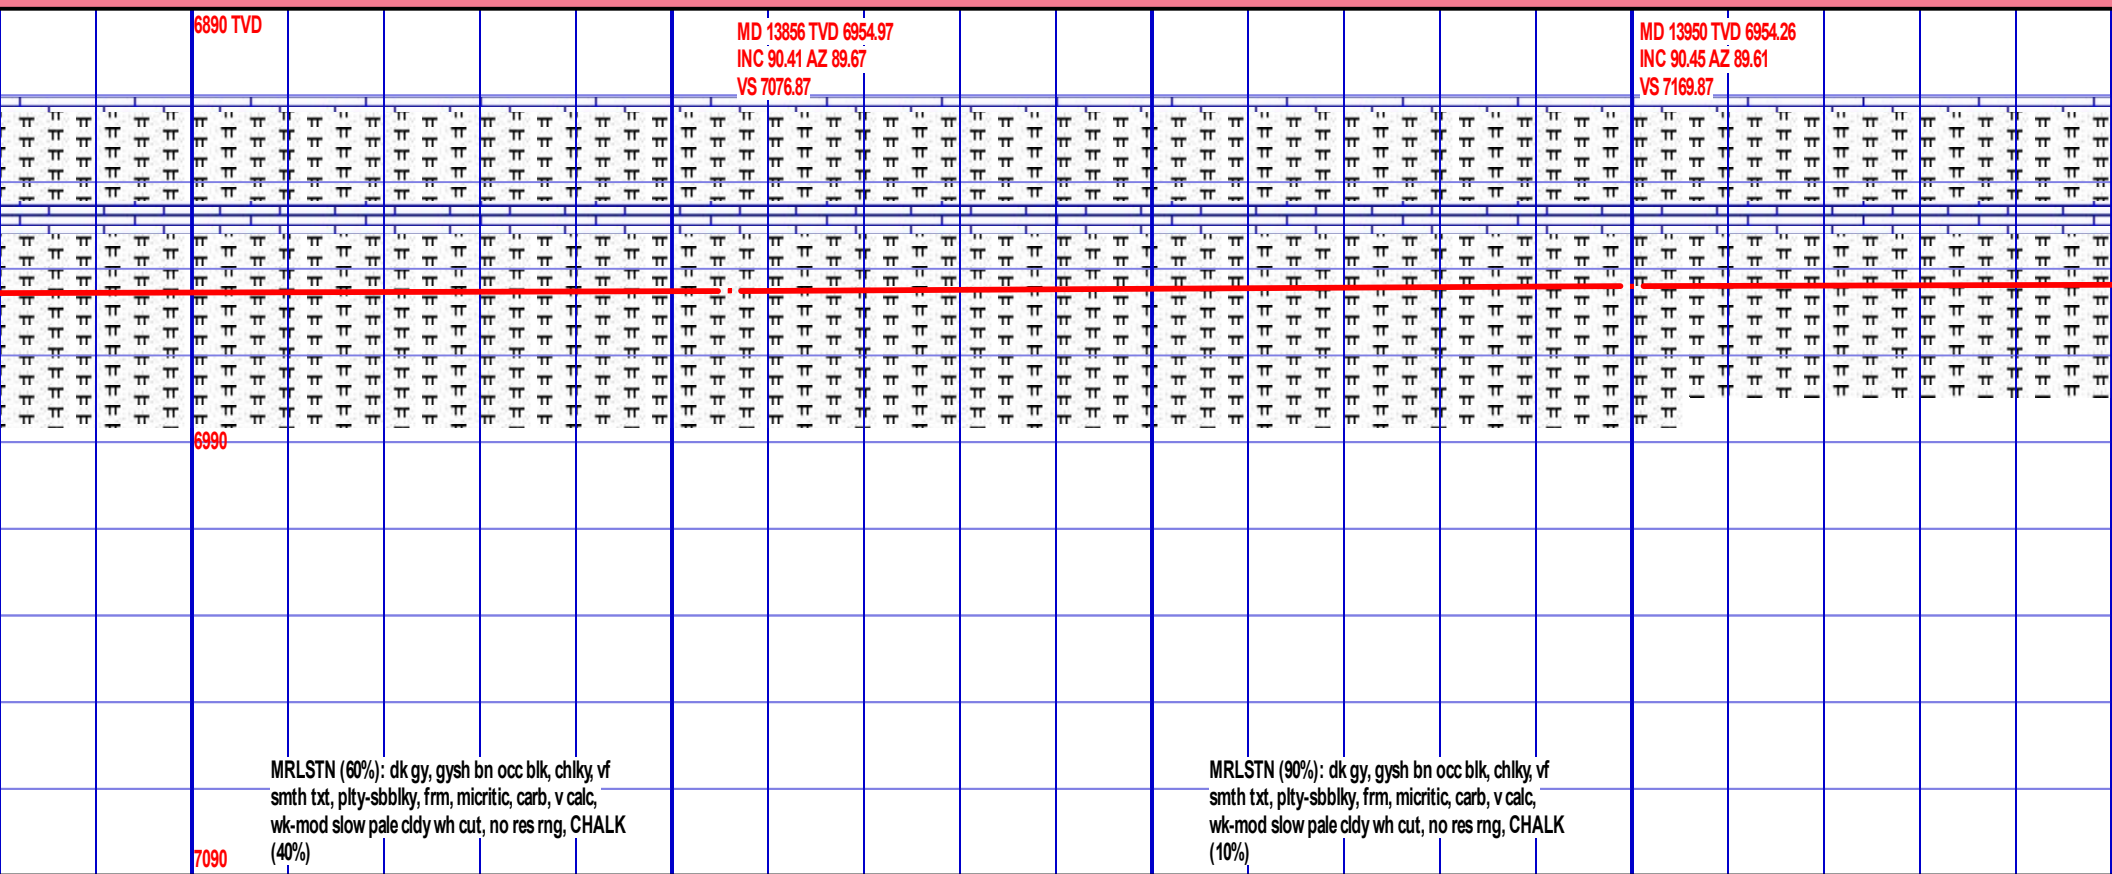 6890 TVD
MD 13856 TVD 6954.97
INC 90.41 AZ 89.67
VS 7076.87
MD 13950 TVD 6954.26
INC 90.45 AZ 89.61
VS 7169.87
6990
MRLSTN (60%): dk gy, gysh bn occ blk, chlky, vf
smth txt, plty-sbblky, frm, micritic, carb, v calc,
wk-mod slow pale cldy wh cut, no res rng, CHALK
(40%)
MRLSTN (90%): dk gy, gysh bn occ blk, chlky, vf
smth txt, plty-sbblky, frm, micritic, carb, v calc,
wk-mod slow pale cldy wh cut, no res rng, CHALK
(10%)
7090